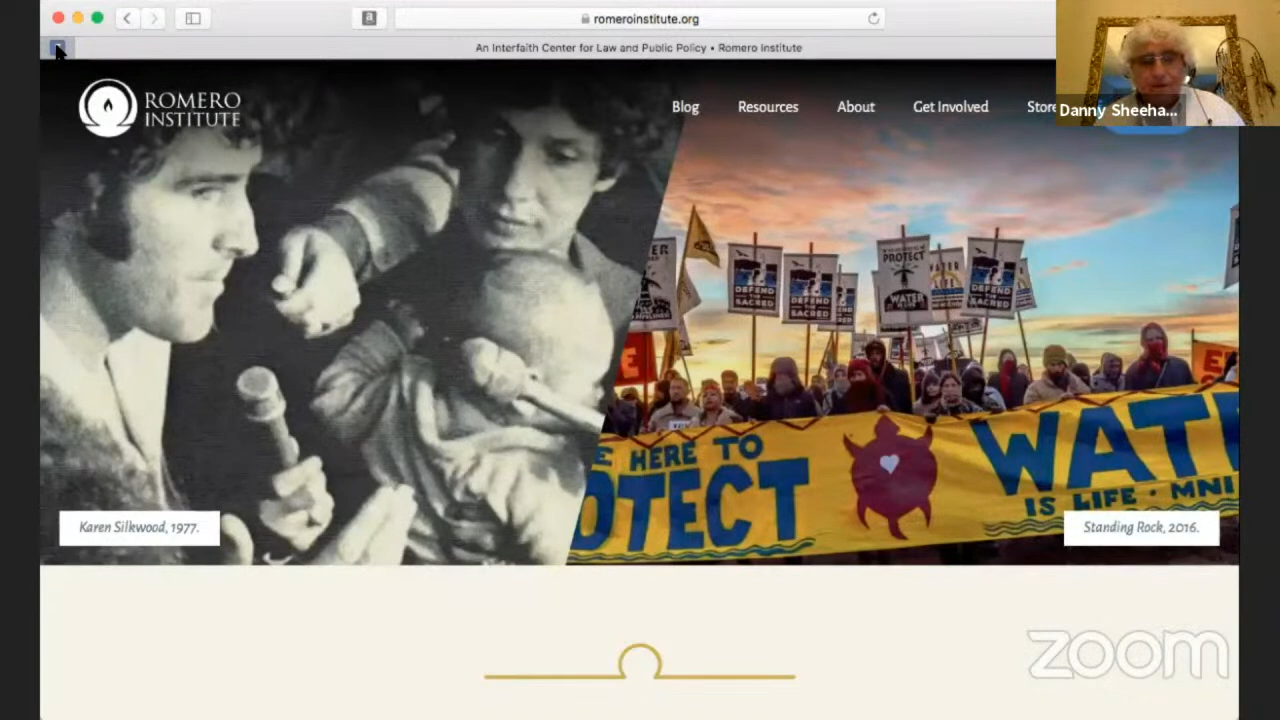 romeroinstitute.org
An Interfaith Center for Law and Public Policy • Romero Institute
ROMERO
INSTITUTE
Blog
Resources
About
Get Involved
Store
Danny Sheeha...
DEFEND
THE
SACRED
DEFEND
THE
SACRED
PROTECT
WATER
DEFEND
THE
SACRED
E HERE TO
OTECT
WAT
IS LIFE · MNI
Karen Silkwood, 1977.
Standing Rock, 2016.
zoom